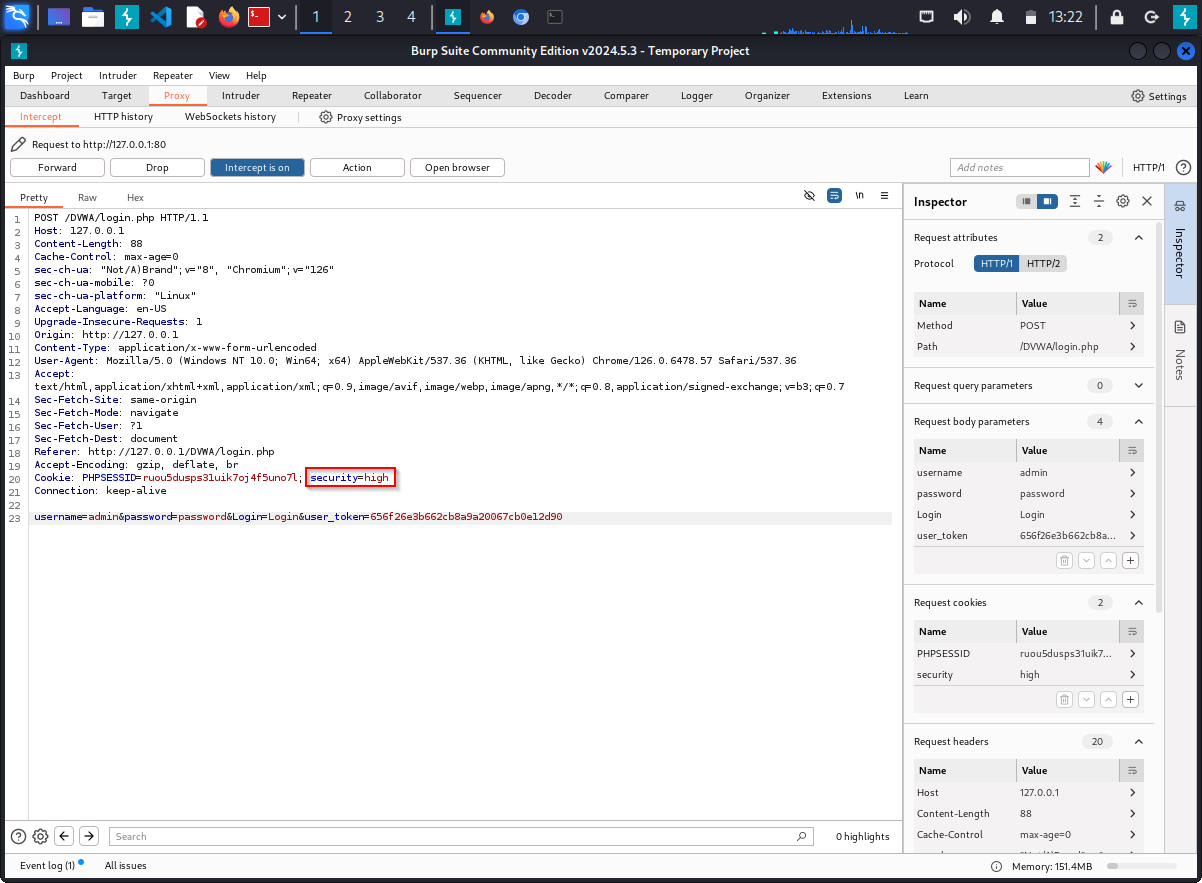 1 2 3 4 13:22
Burp Suite Community Edition v2024.5.3 - Temporary Project
Burp Project Intruder Repeater View Help
Dashboard Target Proxy Intruder Repeater Collaborator Sequencer Decoder Comparer Logger Organizer Extensions Learn Settings
Intercept HTTP history WebSockets history Proxy settings
Request to http://127.0.0.1:80
Forward Drop Intercept is on Action Open browser Add notes HTTP/1
Pretty Raw Hex \n
1 POST /DVWA/login.php HTTP/1.1
2 Host: 127.0.0.1
3 Content-Length: 88
4 Cache-Control: max-age=0
5 sec-ch-ua: "Not/A)Brand";v="8", "Chromium";v="126"
6 sec-ch-ua-mobile: ?0
7 sec-ch-ua-platform: "Linux"
8 Accept-Language: en-US
9 Upgrade-Insecure-Requests: 1
10 Origin: http://127.0.0.1
11 Content-Type: application/x-www-form-urlencoded
12 User-Agent: Mozilla/5.0 (Windows NT 10.0; Win64; x64) AppleWebKit/537.36 (KHTML, like Gecko) Chrome/126.0.6478.57 Safari/537.36
13 Accept:
text/html,application/xhtml+xml,application/xml;q=0.9,image/avif,image/webp,image/apng,*/*;q=0.8,application/signed-exchange;v=b3;q=0.7
14 Sec-Fetch-Site: same-origin
15 Sec-Fetch-Mode: navigate
16 Sec-Fetch-User: ?1
17 Sec-Fetch-Dest: document
18 Referer: http://127.0.0.1/DVWA/login.php
19 Accept-Encoding: gzip, deflate, br
20 Cookie: PHPSESSID=ruou5dusps31uik7oj4f5uno7l; security=high
21 Connection: keep-alive
22
23 username=admin&password=password&Login=Login&user_token=656f26e3b662cb8a9a20067cb0e12d90
Inspector
Request attributes 2
Protocol HTTP/1 HTTP/2
Name Value
Method POST
Path /DVWA/login.php
Request query parameters 0
Request body parameters 4
Name Value
username admin
password password
Login Login
user_token 656f26e3b662cb8a...
Request cookies 2
Name Value
PHPSESSID ruou5dusps31uik7...
security high
Request headers 20
Name Value
Host 127.0.0.1
Content-Length 88
Cache-Control max-age=0
Inspector
Notes
Search 0 highlights
Event log (1) All issues Memory: 151.4MB